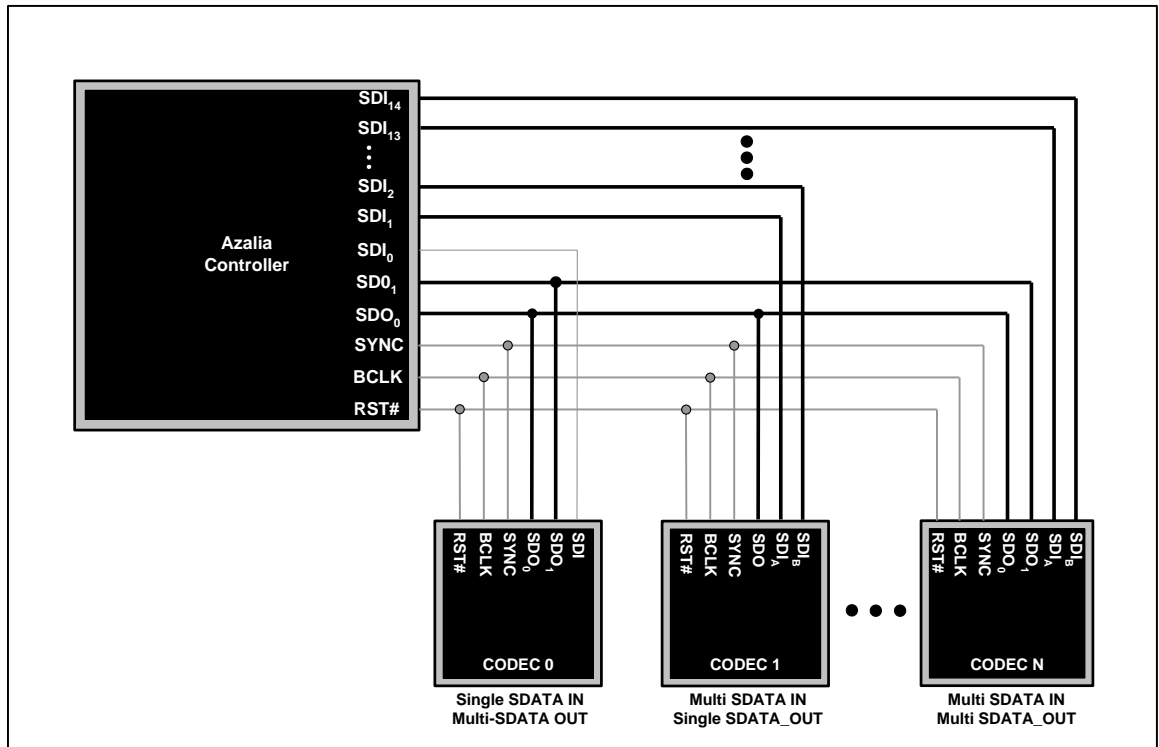 SDI14
SDI13
SDI2
SDI1
SDI0
SD01
SDO0
SYNC
BCLK
RST#
Azalia
Controller
RST#
BCLK
SYNC
SDO0
SDO1
SDI
CODEC 0
Single SDATA IN
Multi-SDATA OUT
RST#
BCLK
SYNC
SDO
SDIA
SDIB
CODEC 1
Multi SDATA IN
Single SDATA_OUT
RST#
BCLK
SYNC
SDO0
SDO1
SDIA
SDIB
CODEC N
Multi SDATA IN
Multi SDATA_OUT